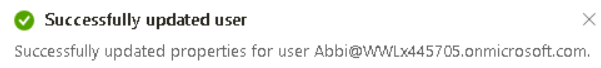 Successfully updated user
Successfully updated properties for user Abbi@WWLx445705.onmicrosoft.com.